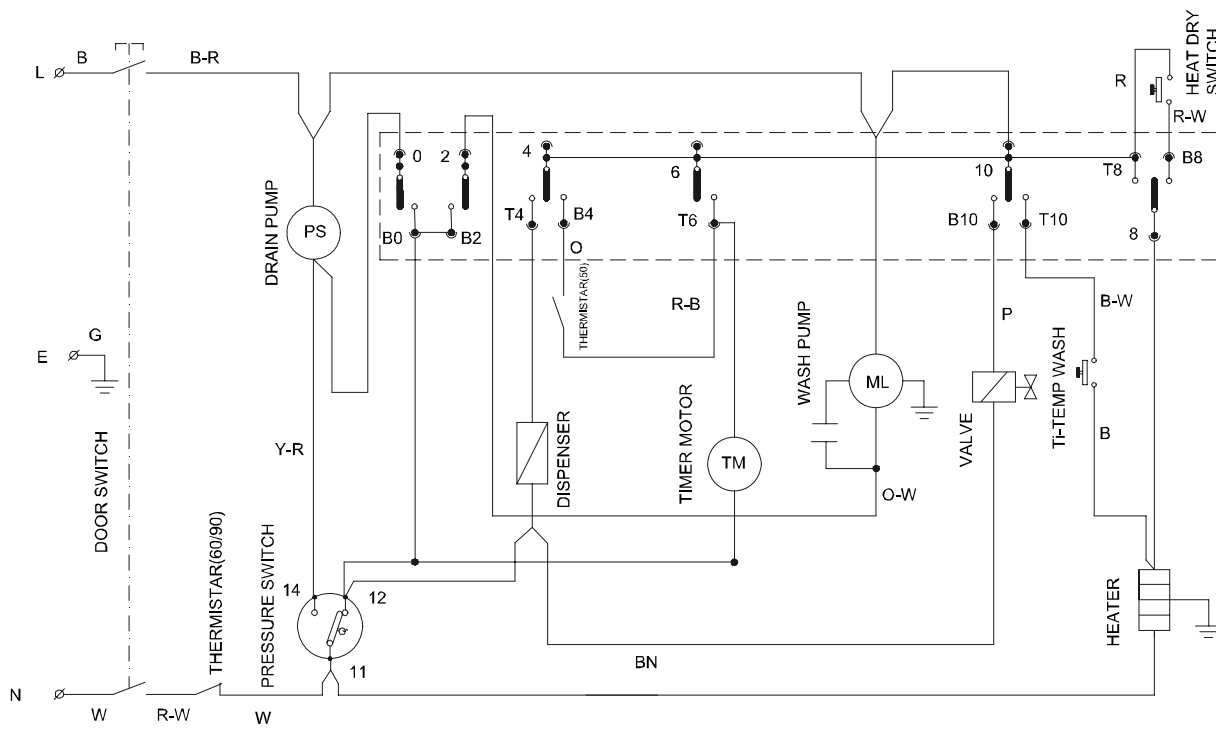 L
B
B-R
HEAT DRY
SWITCH
R
R-W
0
2
4
6
10
T8
B8
T4
B4
T6
B10
T10
8
B0
B2
O
DRAIN PUMP
PS
THERMISTAR(50)
R-B
P
B-W
G
E
WASH PUMP
ML
VALVE
Ti-TEMP WASH
B
Y-R
DOOR SWITCH
DISPENSER
TIMER MOTOR
TM
O-W
THERMISTAR(60/90)
PRESSURE SWITCH
14
12
11
HEATER
BN
N
W
R-W
W